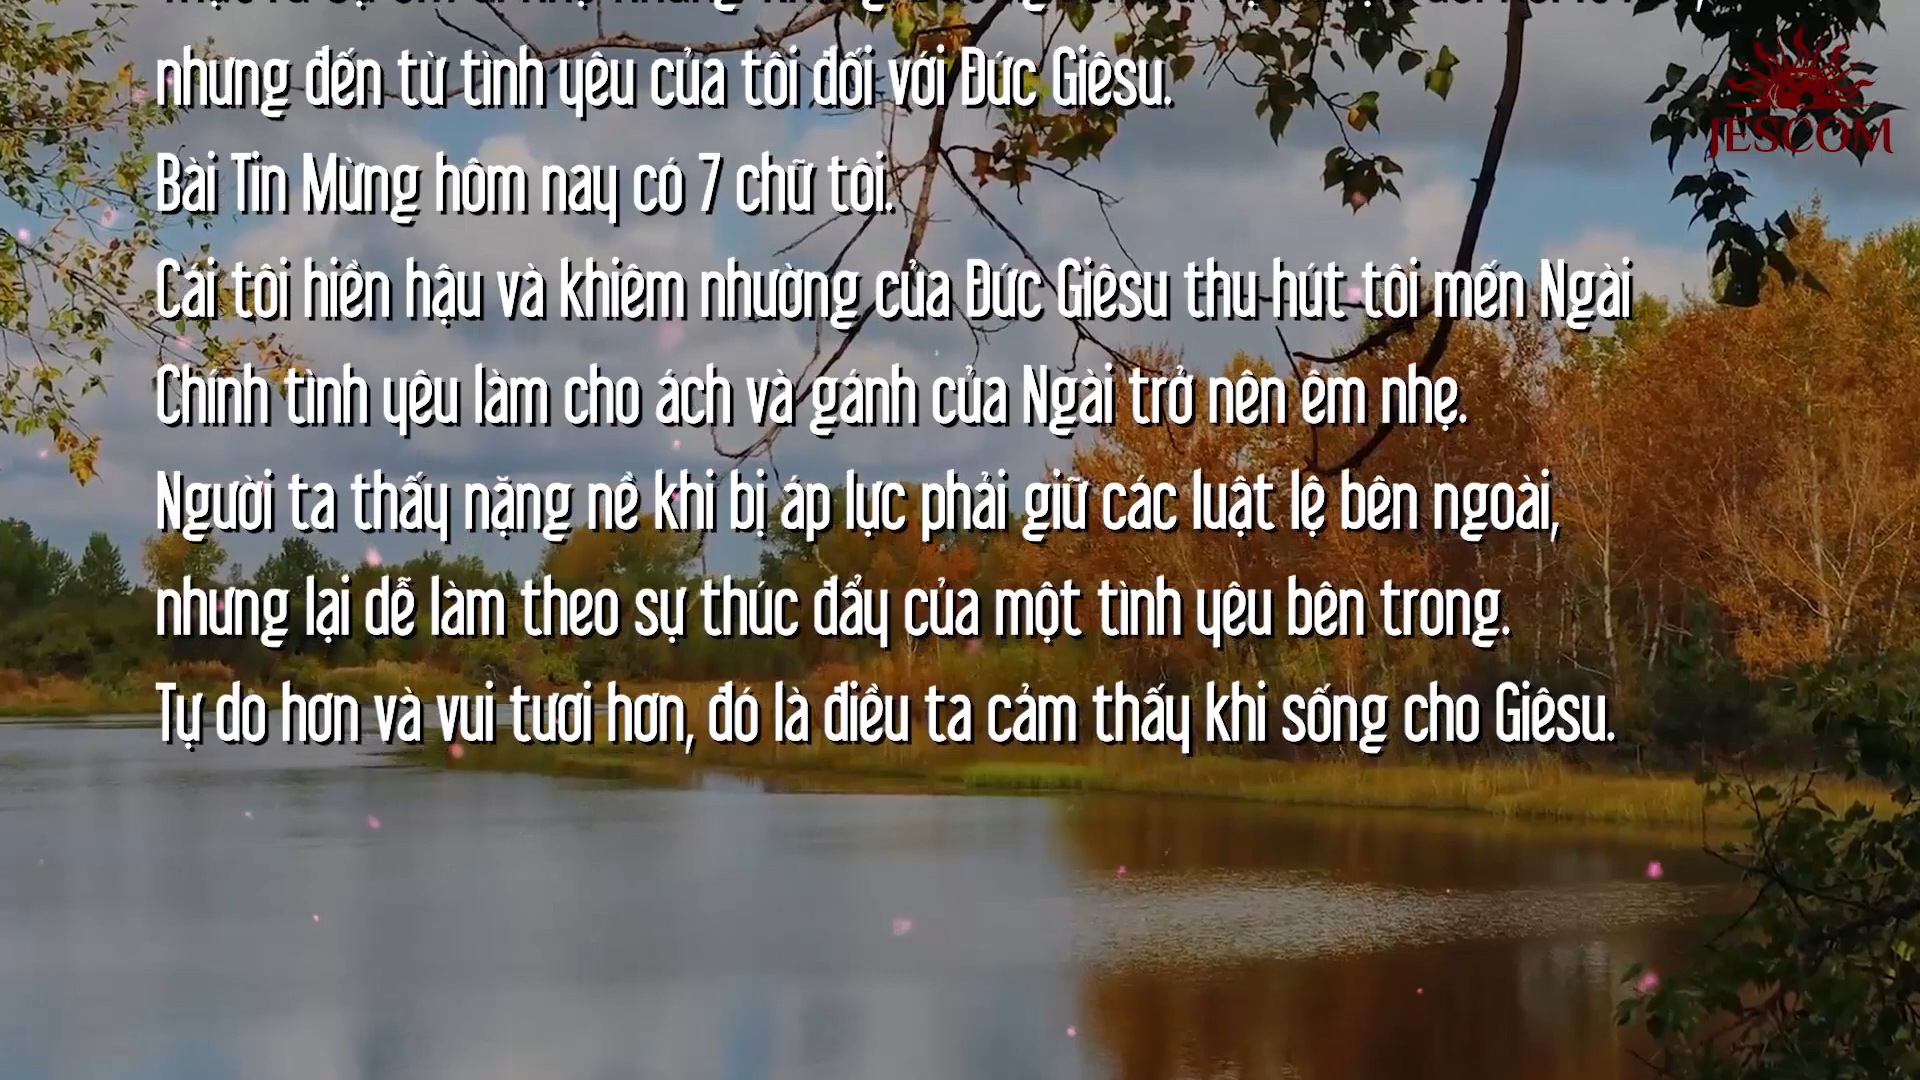 nhưng đến từ tình yêu của tôi đối với Đức Giêsu.
JESCOM
Bài Tin Mừng hôm nay có 7 chữ tôi.
Cái tôi hiền hậu và khiêm nhường của Đức Giêsu thu hút tôi mến Ngài
Chính tình yêu làm cho ách và gánh của Ngài trở nên êm nhẹ.
Người ta thấy nặng nề khi bị áp lực phải giữ các luật lệ bên ngoài,
nhưng lại dễ làm theo sự thúc đẩy của một tình yêu bên trong.
Tự do hơn và vui tươi hơn, đó là điều ta cảm thấy khi sống cho Giêsu.